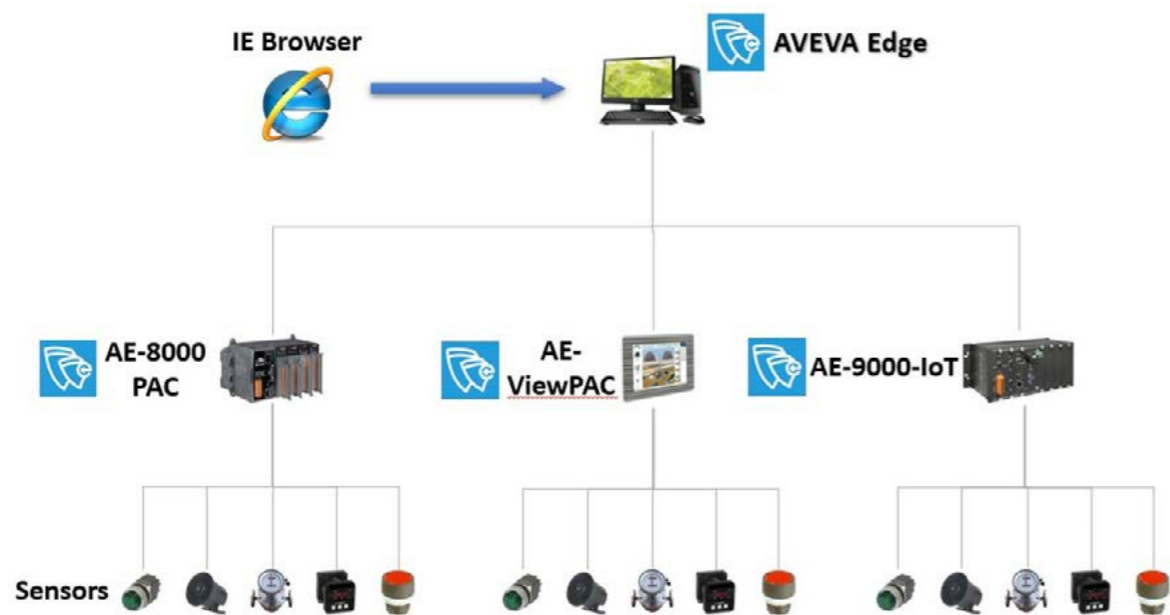 IE Browser
AVEVA Edge
AE-8000
PAC
AE-
ViewPAC
AE-9000-IoT
Sensors